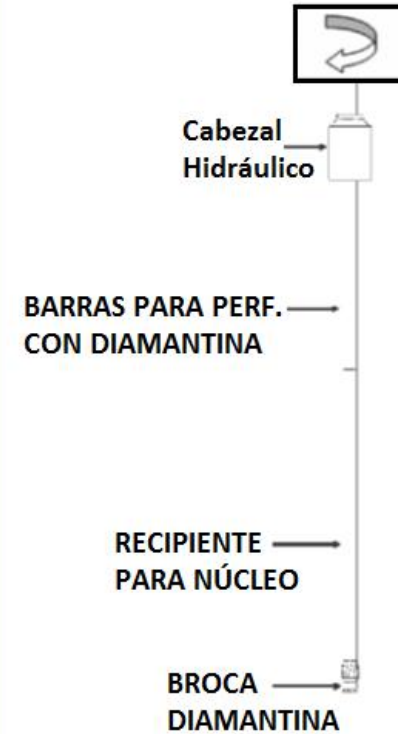 Cabezal
Hidráulico
BARRAS PARA PERF.
CON DIAMANTINA
RECIPIENTE
PARA NÚCLEO
BROCA
DIAMANTINA